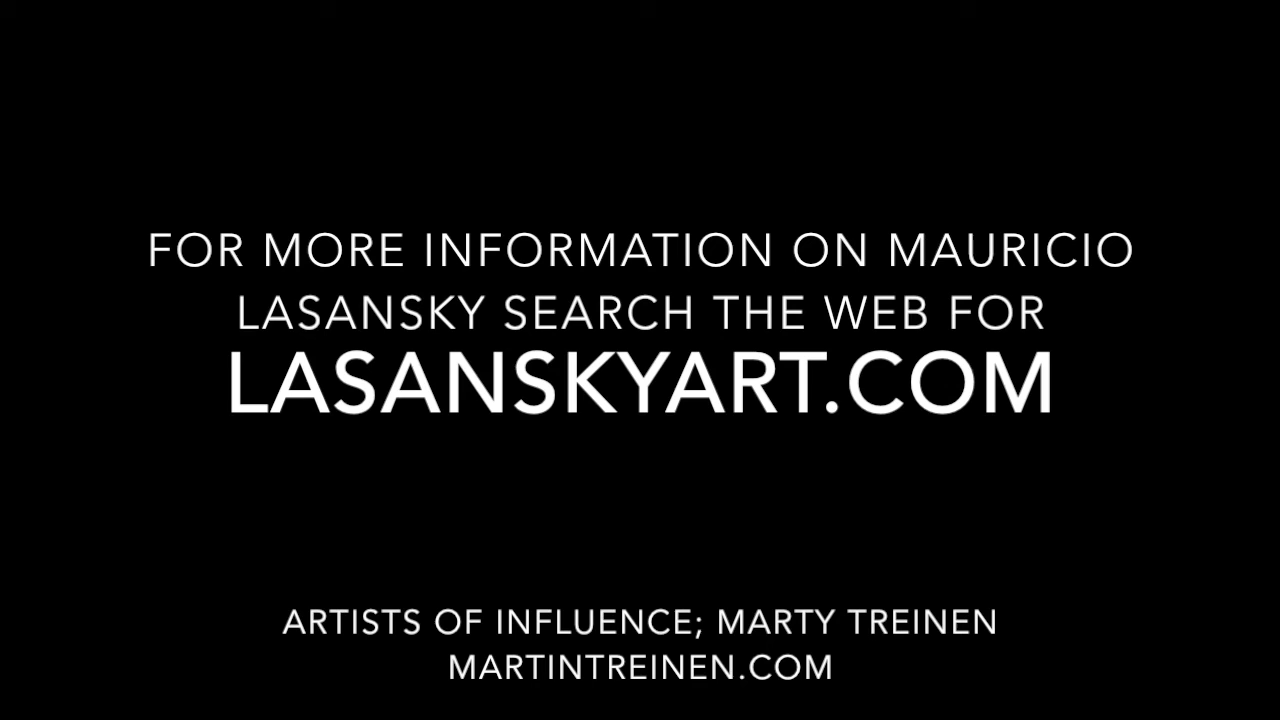 FOR MORE INFORMATION ON MAURICIO
LASANSKY SEARCH THE WEB FOR
LASANSKYART.COM
ARTISTS OF INFLUENCE; MARTY TREINEN
MARTINTREINEN.COM